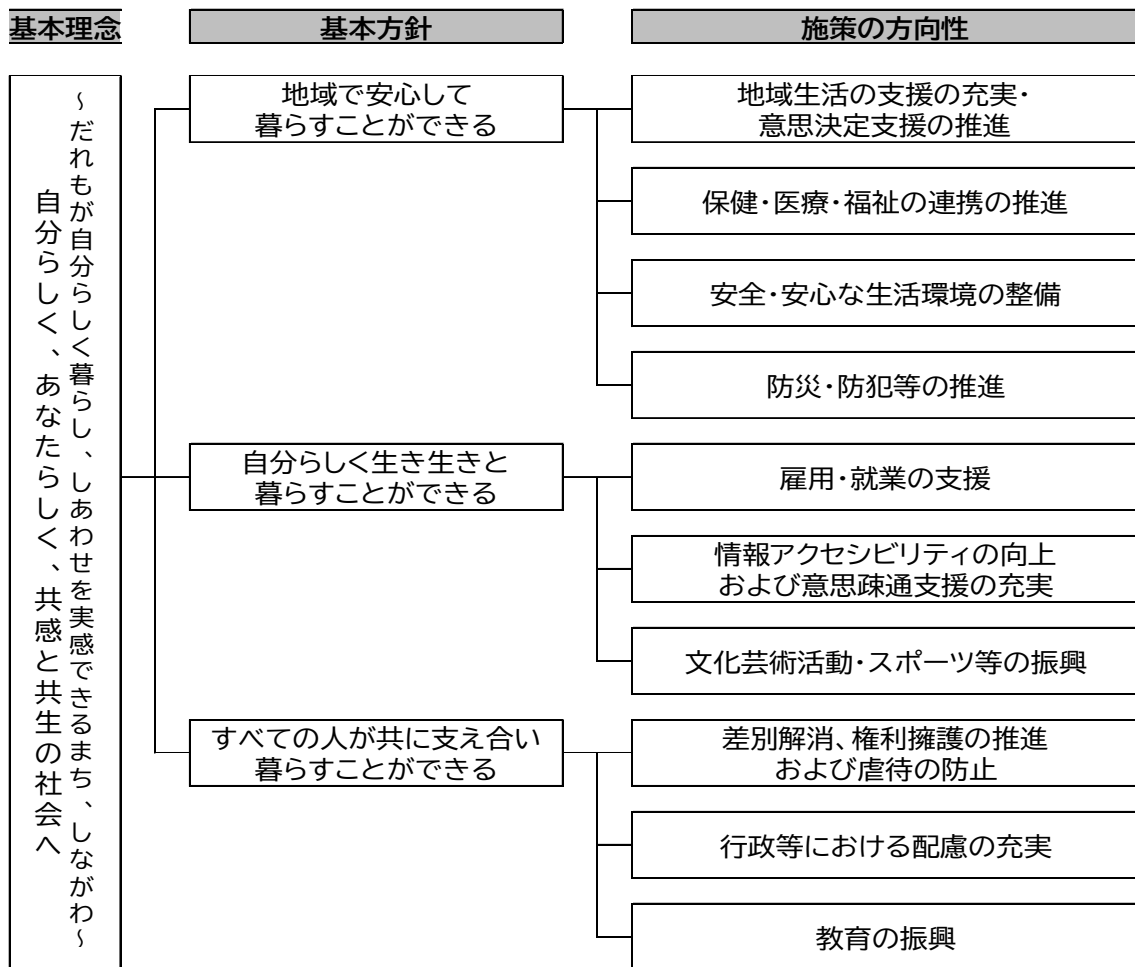 基本理念
基本方針
施策の方向性
～だれもが自分らしく暮らし、しあわせを実感できるまち、しながわ～
自分らしく、あなたらしく、共感と共生の社会へ
地域で安心して
暮らすことができる
地域生活の支援の充実・
意思決定支援の推進
保健・医療・福祉の連携の推進
安全・安心な生活環境の整備
防災・防犯等の推進
自分らしく生き生きと
暮らすことができる
雇用・就業の支援
情報アクセシビリティの向上
および意思疎通支援の充実
文化芸術活動・スポーツ等の振興
すべての人が共に支え合い
暮らすことができる
差別解消、権利擁護の推進
および虐待の防止
行政等における配慮の充実
教育の振興